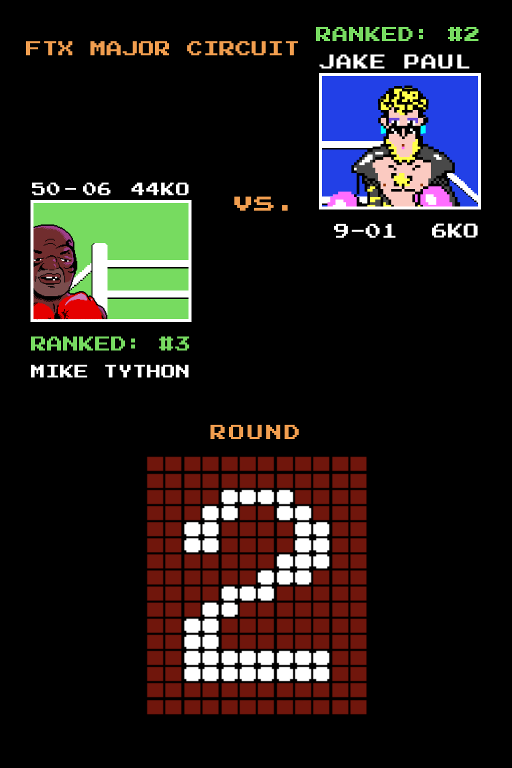 FTX MAJOR CIRCUIT
RANKED: #2
JAKE PAUL
9-01 6KO
VS.
50-06 44KO
RANKED: #3
MIKE TYTHON
ROUND
2